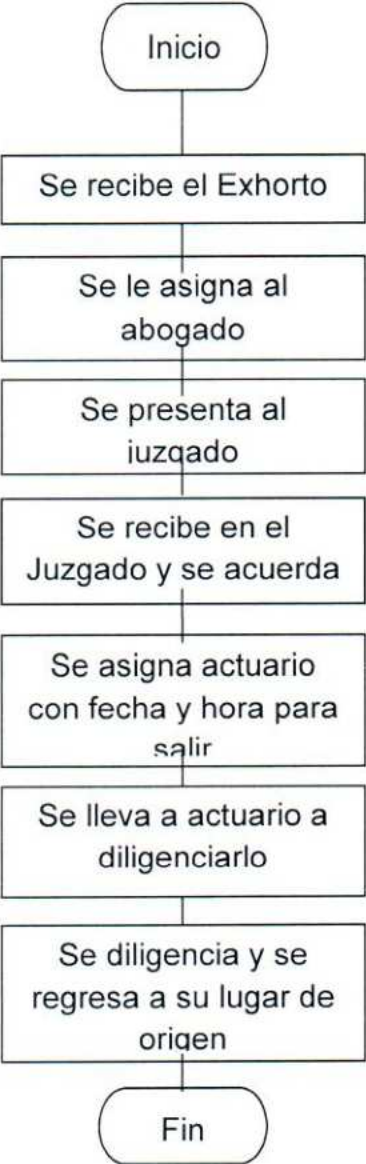 Inicio
Se recibe el Exhorto
Se le asigna al
abogado
Se presenta al
juzgado
Se recibe en el
Juzgado y se acuerda
Se asigna actuario
con fecha y hora para
salir
Se lleva a actuario a
diligenciarlo
Se diligencia y se
regresa a su lugar de
origen
Fin